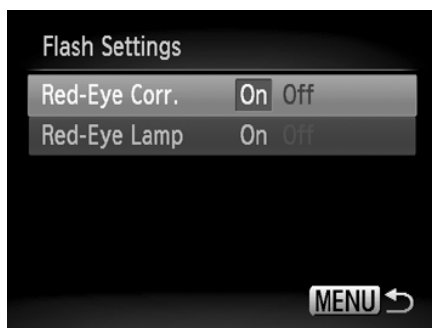 Flash Settings
Red-Eye Corr. On Off
Red-Eye Lamp On Off
MENU